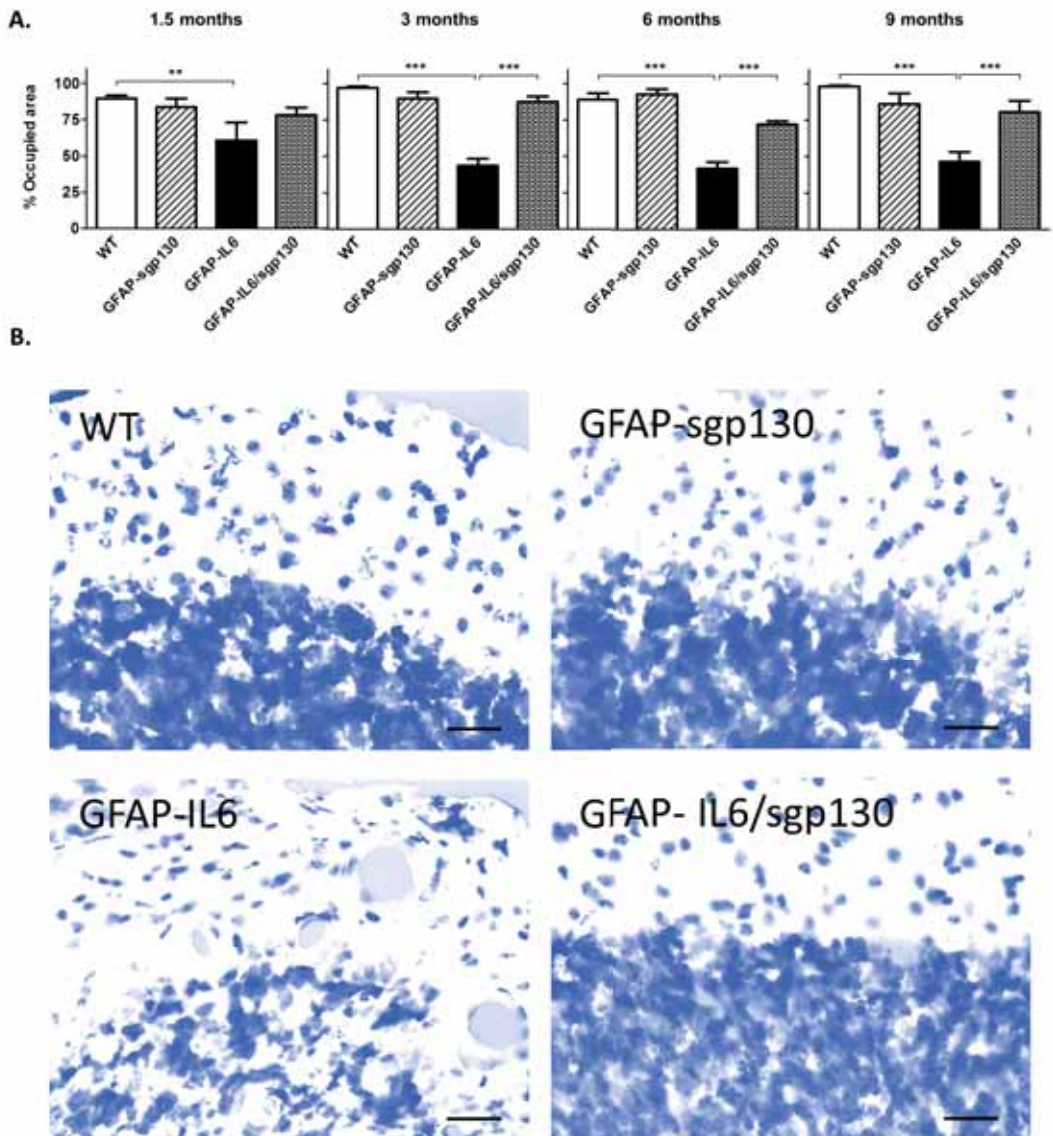 A.
1.5 months 3 months 6 months 9 months
** *** *** *** *** *** ***
% Occupied area
100
75
50
25
0
WT GFAP-sgp130 GFAP-IL6 GFAP-IL6/sgp130 WT GFAP-sgp130 GFAP-IL6 GFAP-IL6/sgp130 WT GFAP-sgp130 GFAP-IL6 GFAP-IL6/sgp130 WT GFAP-sgp130 GFAP-IL6 GFAP-IL6/sgp130
B.
WT GFAP-sgp130
GFAP-IL6 GFAP- IL6/sgp130